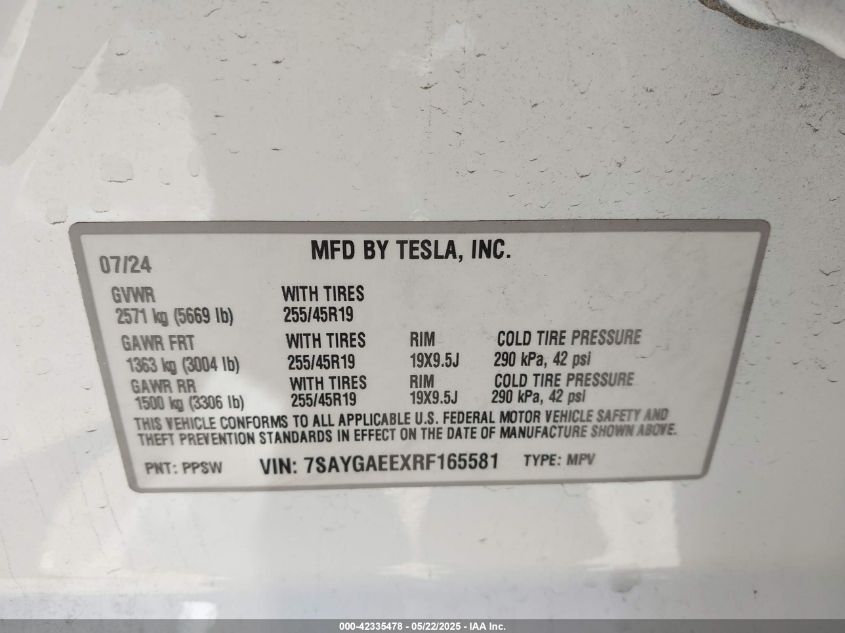 MFD BY TESLA, INC.
07/24
GVWR WITH TIRES
2571 kg (5669 lb) 255/45R19
GAWR FRT WITH TIRES RIM COLD TIRE PRESSURE
1363 kg (3004 lb) 255/45R19 19X9.5J 290 kPa, 42 psi
GAWR RR WITH TIRES RIM COLD TIRE PRESSURE
1500 kg (3306 lb) 255/45R19 19X9.5J 290 kPa, 42 psi
THIS VEHICLE CONFORMS TO ALL APPLICABLE U.S. FEDERAL MOTOR VEHICLE SAFETY AND
THEFT PREVENTION STANDARDS IN EFFECT ON THE DATE OF MANUFACTURE SHOWN ABOVE.
PNT: PPSW VIN: 7SAYGAEEXRF165581 TYPE: MPV
000-42335478 - 05/22/2025 - IAA Inc.